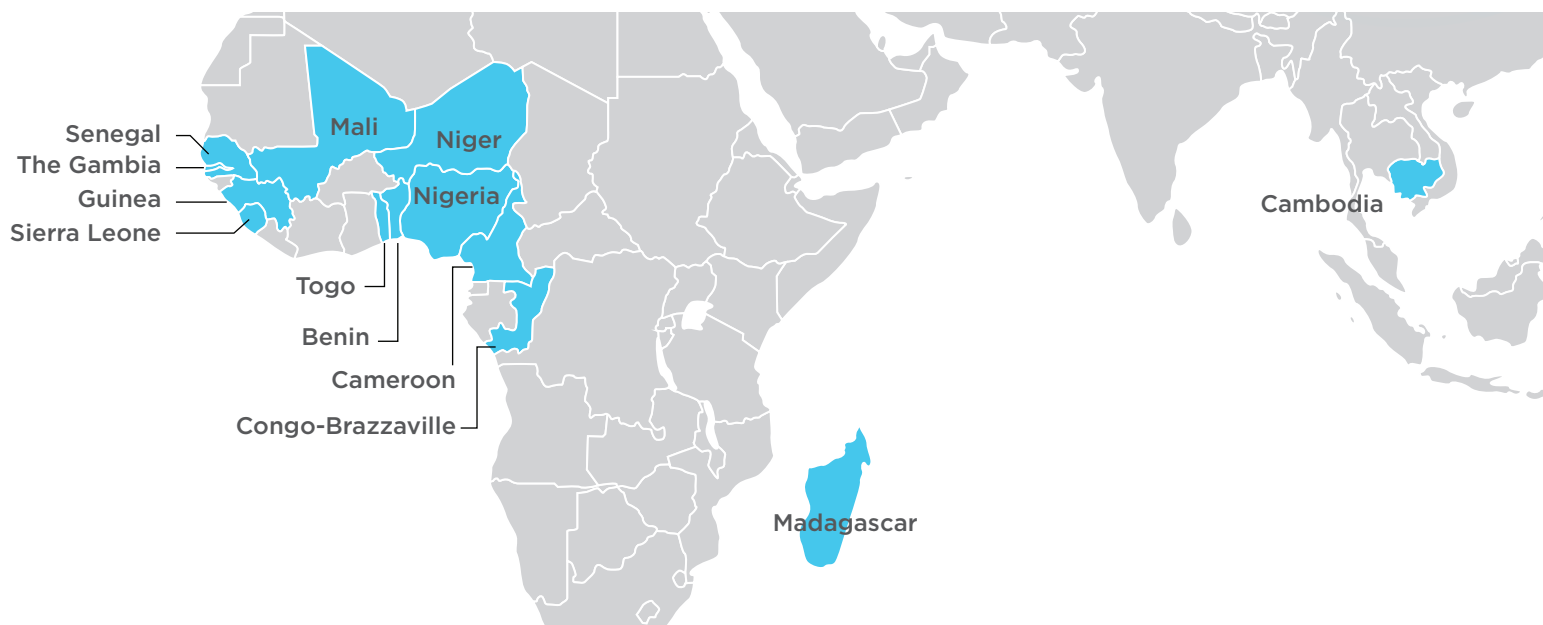 Senegal
The Gambia
Guinea
Sierra Leone
Mali
Niger
Nigeria
Togo
Benin
Cameroon
Congo-Brazzaville
Madagascar
Cambodia